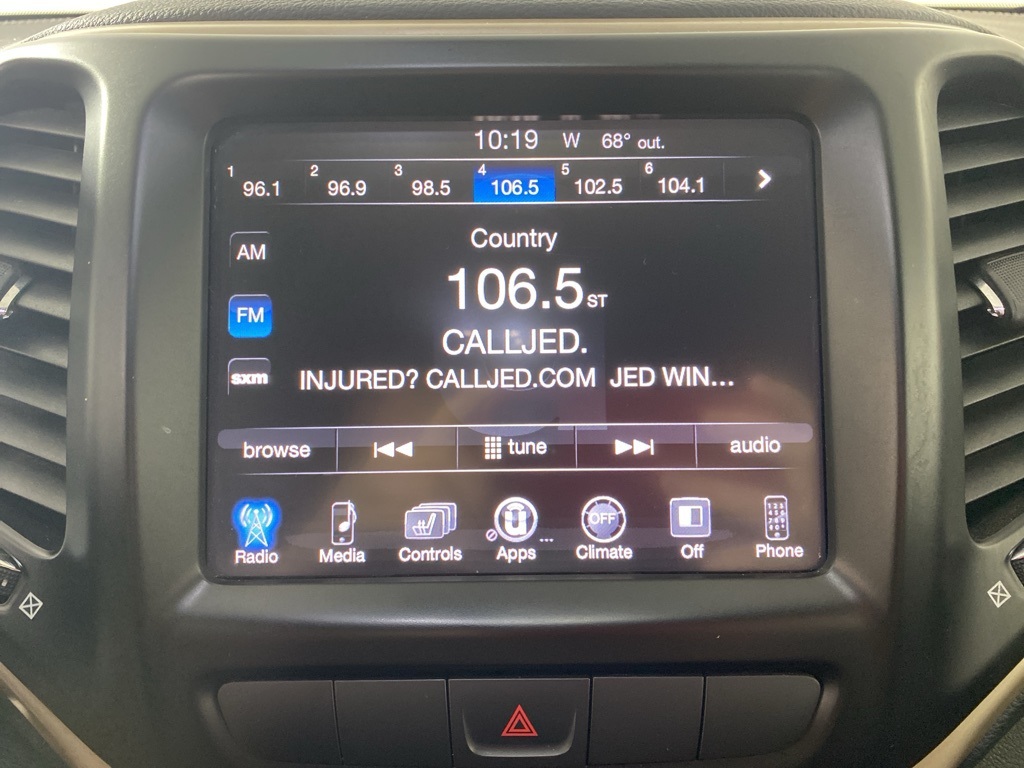 10:19 W 68° out.
1 96.1 2 96.9 3 98.5 4 106.5 5 102.5 6 104.1
Country
AM
106.5 ST
FM
CALLJED.
sxm
INJURED? CALLJED.COM JED WIN...
browse tune audio
OFF
Radio Media Controls Apps ... Climate Off Phone